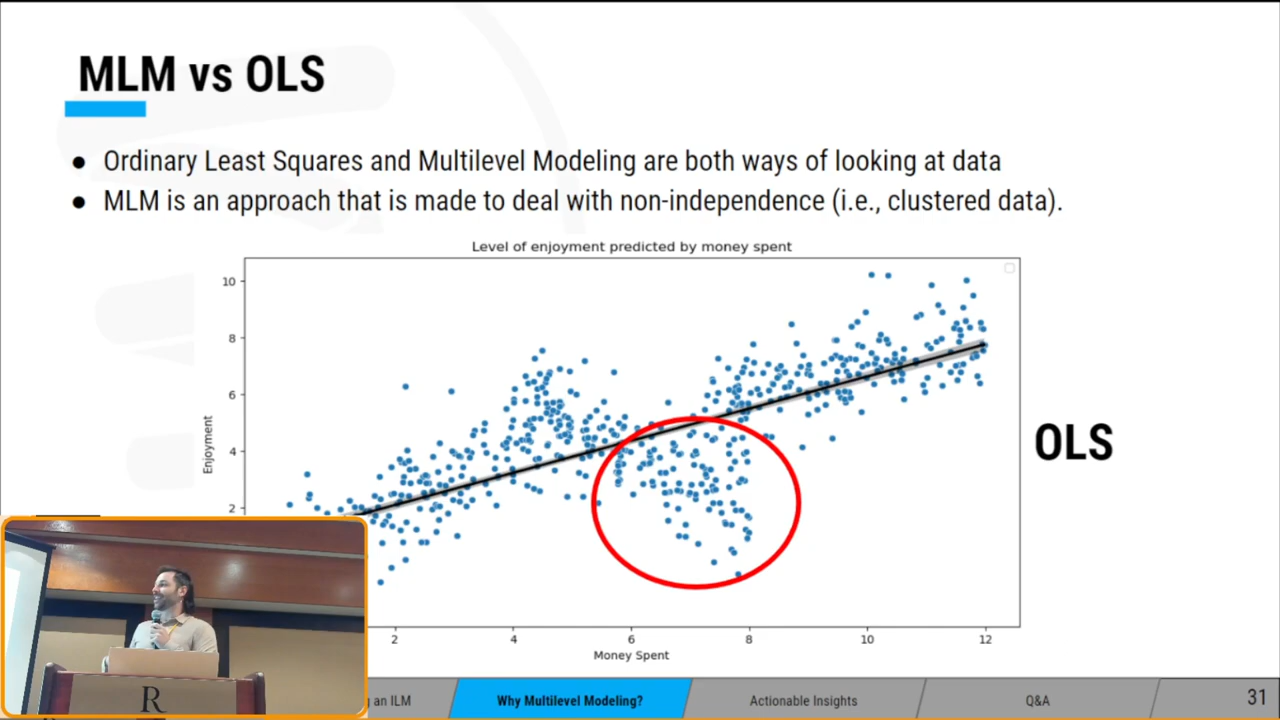 MLM vs OLS
● Ordinary Least Squares and Multilevel Modeling are both ways of looking at data
● MLM is an approach that is made to deal with non-independence (i.e., clustered data).
Level of enjoyment predicted by money spent
10
8
6
4
2
Enjoyment
2 4 6 8 10 12
Money Spent
OLS
R
an ILM
Why Multilevel Modeling?
Actionable Insights
Q&A
31